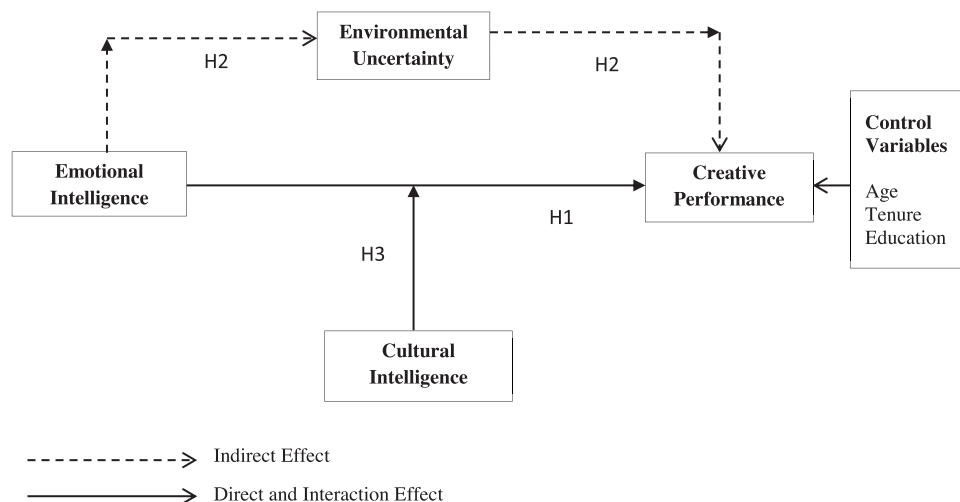 Environmental
Uncertainty
H2
H2
Control
Variables
Age
Tenure
Education
Emotional
Intelligence
Creative
Performance
H1
H3
Cultural
Intelligence
Indirect Effect
Direct and Interaction Effect